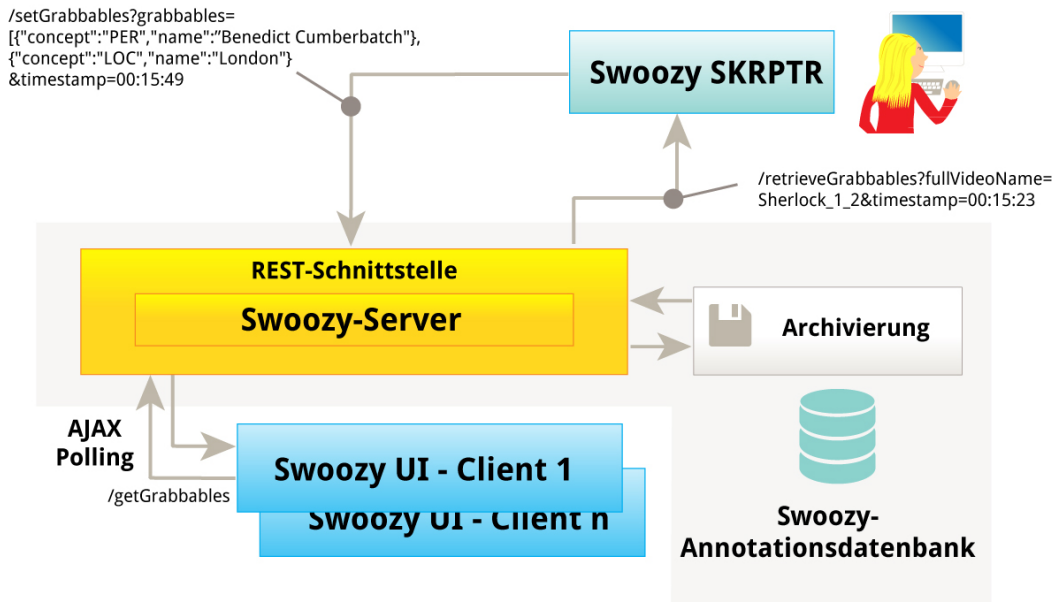 /setGrabbables?grabbables=
[{"concept":"PER","name":”Benedict Cumberbatch"},
{"concept":"LOC","name":"London"}
&timestamp=00:15:49
Swoozy SKRPTR
/retrieveGrabbables?fullVideoName=
Sherlock_1_2&timestamp=00:15:23
REST-Schnittstelle
Swoozy-Server
Archivierung
AJAX
Polling
/getGrabbables
Swoozy UI - Client 1
Swoozy UI - Client n
Swoozy-
Annotationsdatenbank